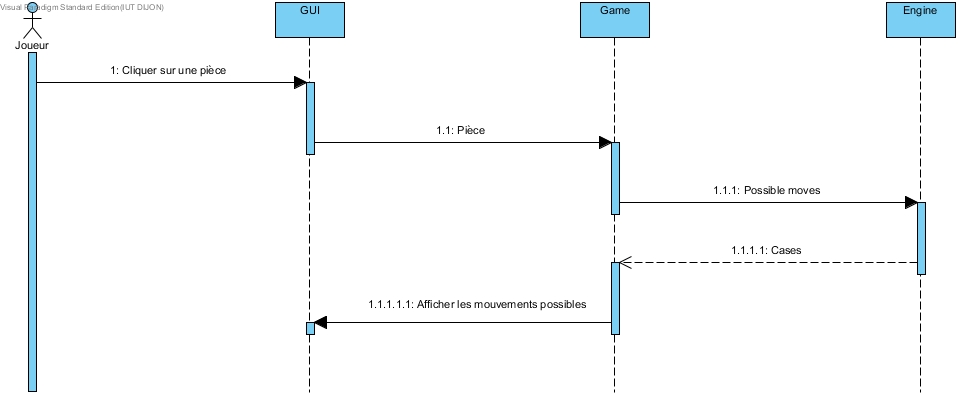 Visual Paradigm Standard Edition(IUT DIJON)
GUI
Game
Engine
Joueur
1: Cliquer sur une pièce
1.1: Pièce
1.1.1: Possible moves
1.1.1.1: Cases
1.1.1.1.1: Afficher les mouvements possibles